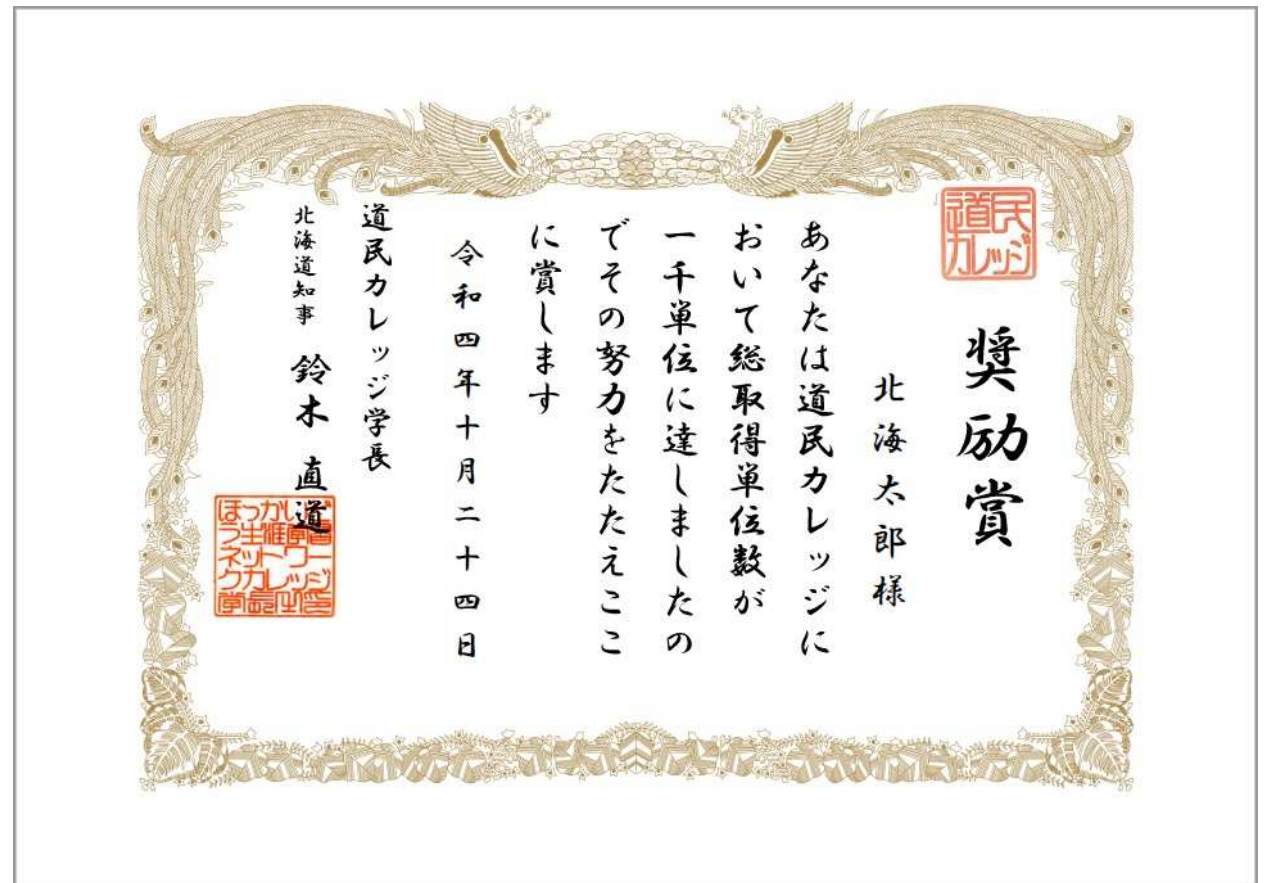 道民
カレッジ
奨励賞
北海太郎様
あなたは道民カレッジに
おいて総取得単位数が
一千単位に達しましたの
でその努力をたたえここ
に賞します
令和四年十月二十四日
道民カレッジ学長
北海道知事 鈴木 直道
ほっかいど
う生涯学習
ネットワー
クカレッジ
学長之印